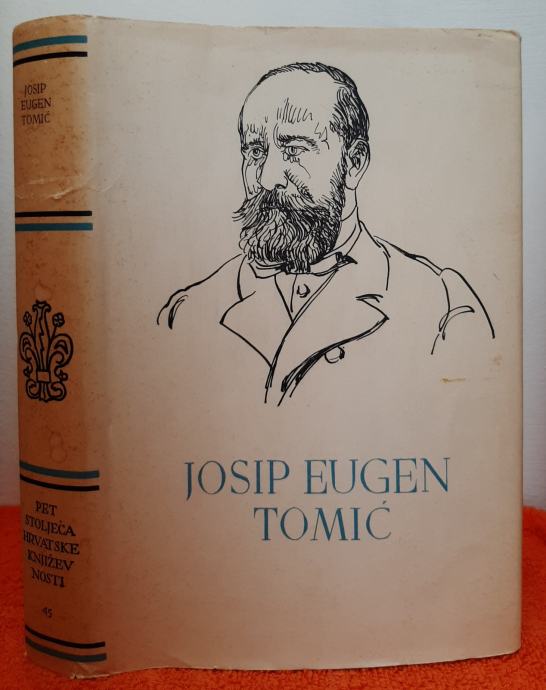 JOSIP
EUGEN
TOMIĆ
PET
STOLJEĆA
HRVATSKE
KNJIŽEV
NOSTI
45
JOSIP EUGEN
TOMIĆ